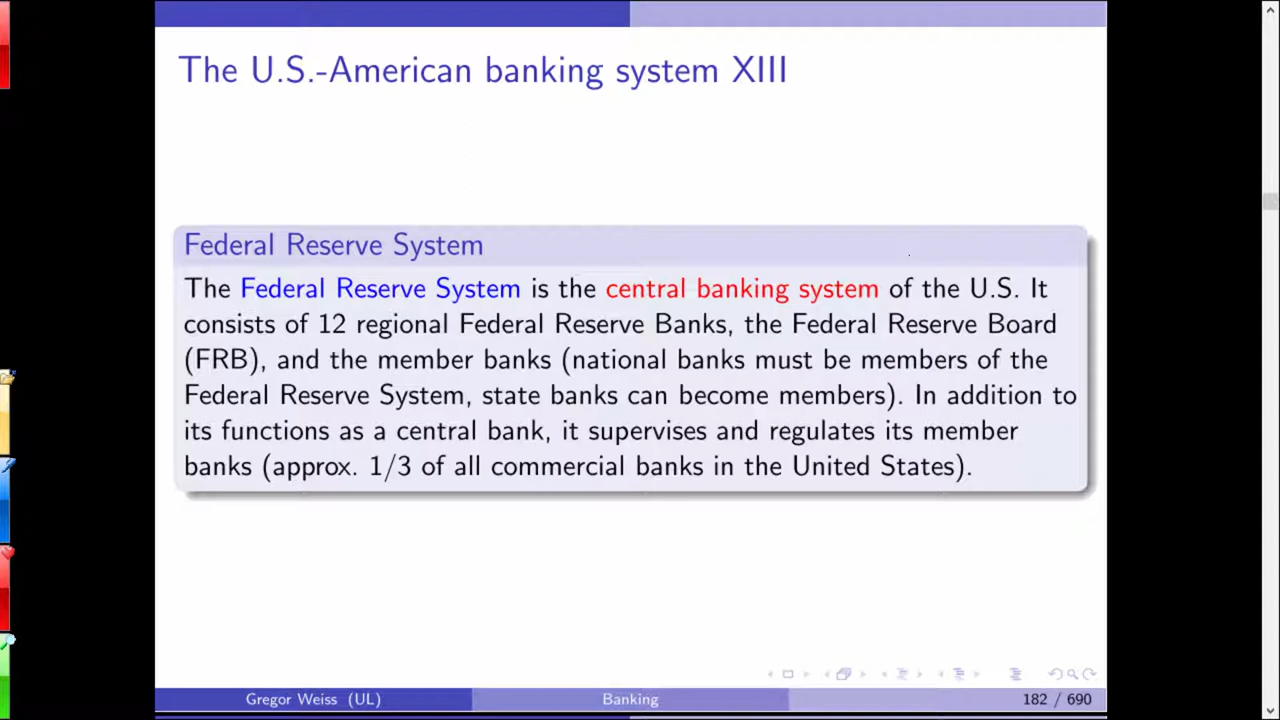 The U.S.-American banking system XIII
Federal Reserve System
The Federal Reserve System is the central banking system of the U.S. It
consists of 12 regional Federal Reserve Banks, the Federal Reserve Board
(FRB), and the member banks (national banks must be members of the
Federal Reserve System, state banks can become members). In addition to
its functions as a central bank, it supervises and regulates its member
banks (approx. 1/3 of all commercial banks in the United States).
Gregor Weiss (UL) Banking 182 / 690